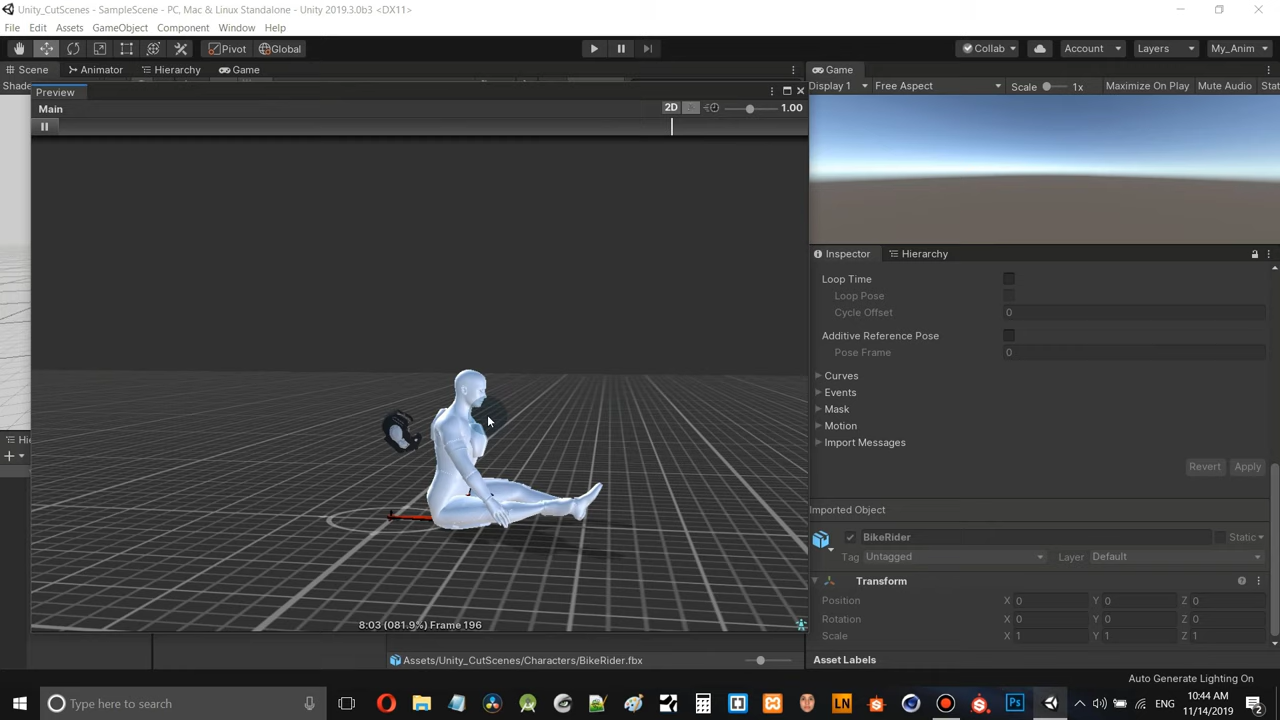 Unity_CutScenes - SampleScene - PC, Mac & Linux Standalone - Unity 2019.3.0b3 <DX11>
File Edit Assets GameObject Component Window Help
Pivot Global Collab Account Layers My_Anim
Scene Animator Hierarchy Game
Game
Shade
Display 1 Free Aspect Scale 1x Maximize On Play Mute Audio Stat
Preview
Main 2D 1.00
Inspector Hierarchy
Loop Time
Loop Pose
Cycle Offset 0
Additive Reference Pose
Pose Frame 0
Curves
Events
Mask
Motion
Import Messages
Revert Apply
Imported Object
BikeRider Static
Tag Untagged Layer Default
Transform
Position X 0 Y 0 Z 0
Rotation X 0 Y 0 Z 0
Scale X 1 Y 1 Z 1
Asset Labels
Hie
8:03 (081.9%) Frame 196
Assets/Unity_CutScenes/Characters/BikeRider.fbx
Auto Generate Lighting On
Type here to search
LN
Ps
ENG
10:44 AM
11/14/2019